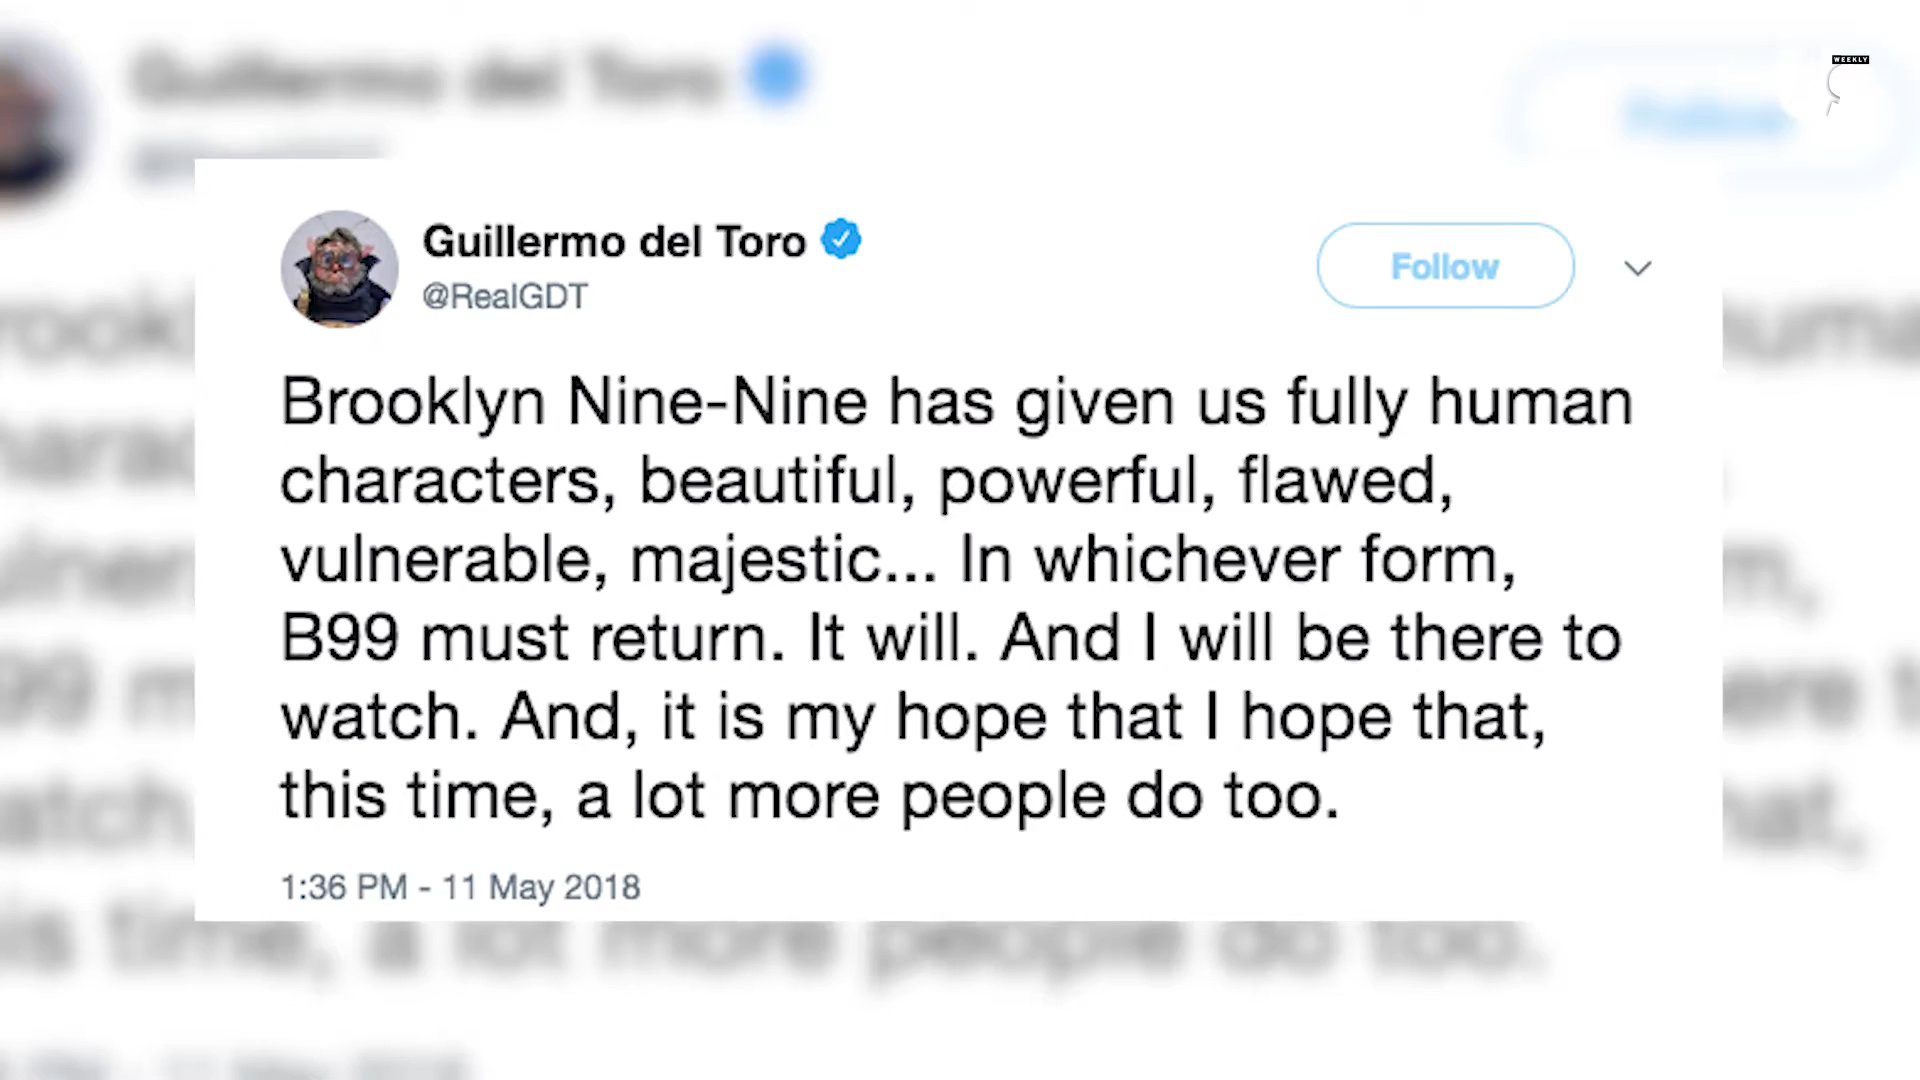 WEEKLY
Guillermo del Toro
@RealGDT
Follow
Brooklyn Nine-Nine has given us fully human
characters, beautiful, powerful, flawed,
vulnerable, majestic... In whichever form,
B99 must return. It will. And I will be there to
watch. And, it is my hope that I hope that,
this time, a lot more people do too.
1:36 PM - 11 May 2018